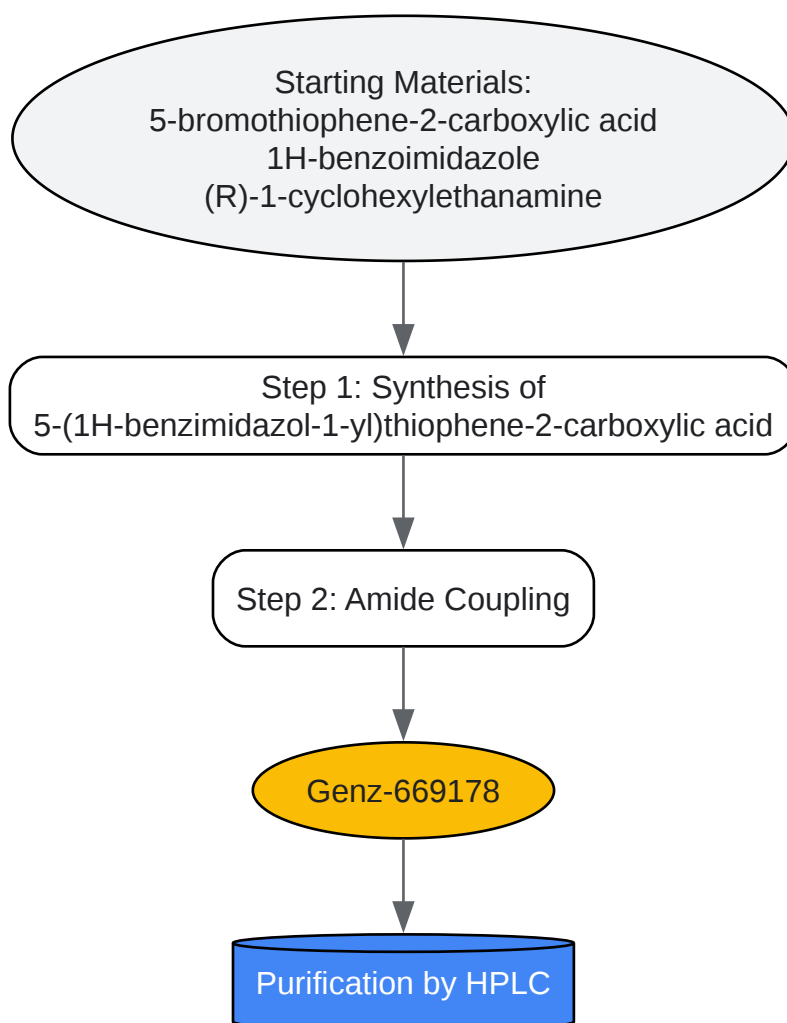 Starting Materials:
5-bromothiophene-2-carboxylic acid
1H-benzoimidazole
(R)-1-cyclohexylethanamine
Step 1: Synthesis of
5-(1H-benzimidazol-1-yl)thiophene-2-carboxylic acid
Step 2: Amide Coupling
Genz-669178
Purification by HPLC